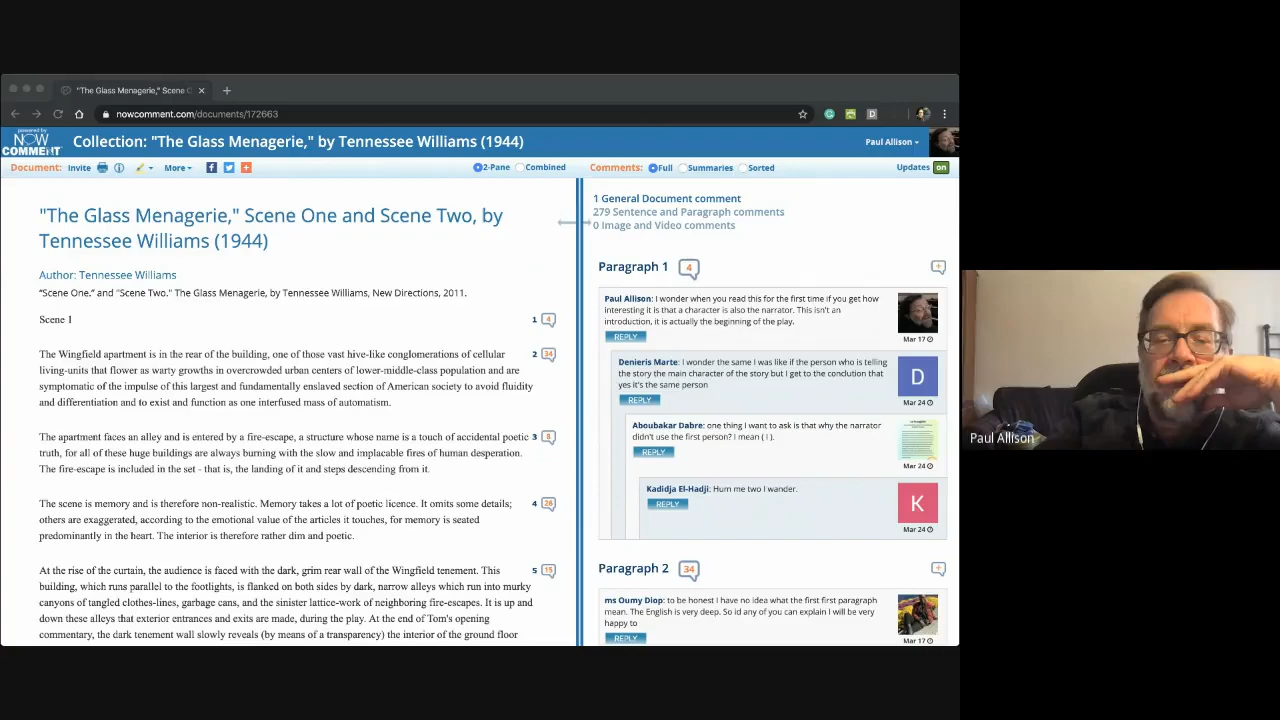 "The Glass Menagerie," Scene O
nowcomment.com/documents/172663
powered by
NOW
COMMENT
Collection: "The Glass Menagerie," by Tennessee Williams (1944)
Paul Allison
Document: Invite More 2-Pane Combined
Comments: Full Summaries Sorted Updates on
"The Glass Menagerie," Scene One and Scene Two, by
Tennessee Williams (1944)
Author: Tennessee Williams
"Scene One." and "Scene Two." The Glass Menagerie, by Tennessee Williams, New Directions, 2011.
Scene 1 1 4
The Wingfield apartment is in the rear of the building, one of those vast hive-like conglomerations of cellular 2 34
living-units that flower as warty growths in overcrowded urban centers of lower-middle-class population and are
symptomatic of the impulse of this largest and fundamentally enslaved section of American society to avoid fluidity
and differentiation and to exist and function as one interfused mass of automatism.
The apartment faces an alley and is entered by a fire-escape, a structure whose name is a touch of accidental poetic 3 8
truth, for all of these huge buildings are always burning with the slow and implacable fires of human desperation.
The fire-escape is included in the set - that is, the landing of it and steps descending from it.
The scene is memory and is therefore non-realistic. Memory takes a lot of poetic licence. It omits some details; 4 28
others are exaggerated, according to the emotional value of the articles it touches, for memory is seated
predominantly in the heart. The interior is therefore rather dim and poetic.
At the rise of the curtain, the audience is faced with the dark, grim rear wall of the Wingfield tenement. This 5 15
building, which runs parallel to the footlights, is flanked on both sides by dark, narrow alleys which run into murky
canyons of tangled clothes-lines, garbage cans, and the sinister lattice-work of neighboring fire-escapes. It is up and
down these alleys that exterior entrances and exits are made, during the play. At the end of Tom's opening
commentary, the dark tenement wall slowly reveals (by means of a transparency) the interior of the ground floor
1 General Document comment
279 Sentence and Paragraph comments
0 Image and Video comments
Paragraph 1 4
Paul Allison: I wonder when you read this for the first time if you get how
interesting it is that a character is also the narrator. This isn't an
introduction, it is actually the beginning of the play.
REPLY
Mar 17
Denieris Marte: I wonder the same I was like if the person who is telling
the story the main character of the story but I get to the condution that
yes it's the same person
REPLY
D
Mar 24
Aboubakar Dabre: one thing I want to ask is that why the narrator
didn't use the first person? I mean ( I ).
REPLY
Mar 24
Kadidja El-Hadji: Hum me two I wander.
REPLY
K
Mar 24
Paragraph 2 34
ms Oumy Diop: to be honest I have no idea what the first first paragraph
mean. The English is very deep. So id any of you can explain I will be very
happy to
REPLY
Mar 17
Paul Allison